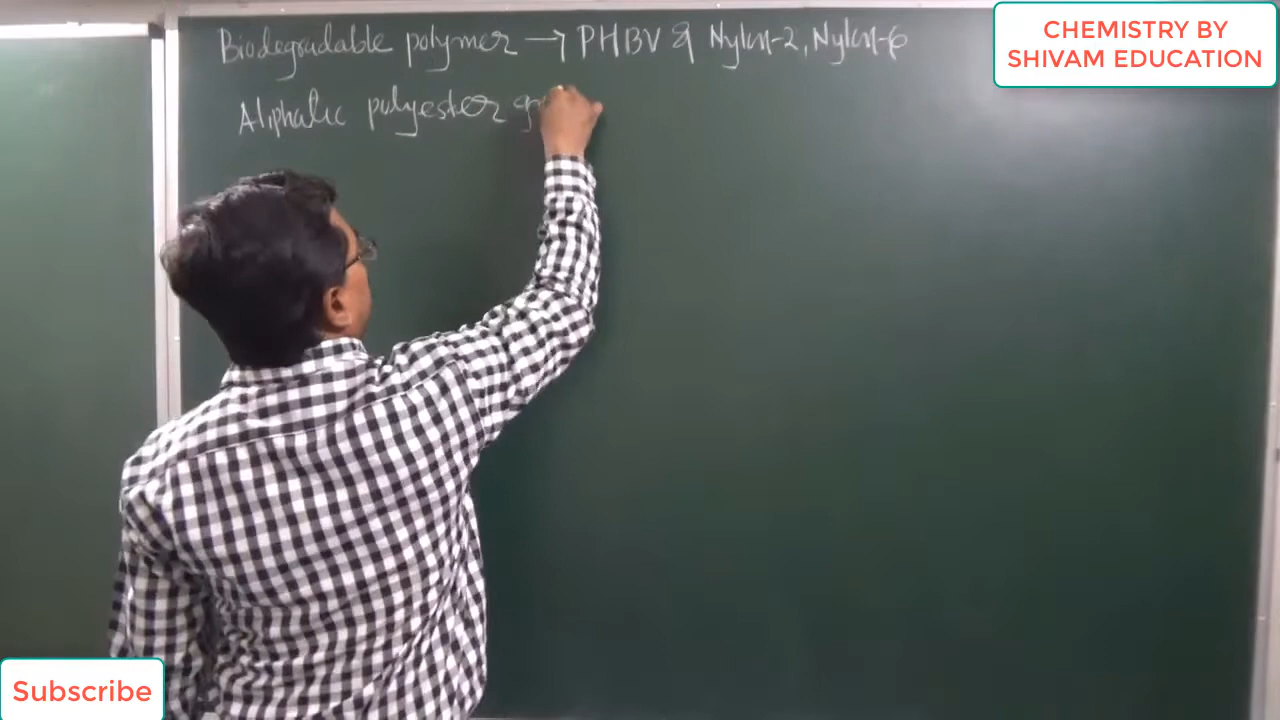 Biodegradable polymer → PHBV & Nylon-2, Nylon-6
Aliphatic polyester
CHEMISTRY BY
SHIVAM EDUCATION
Subscribe